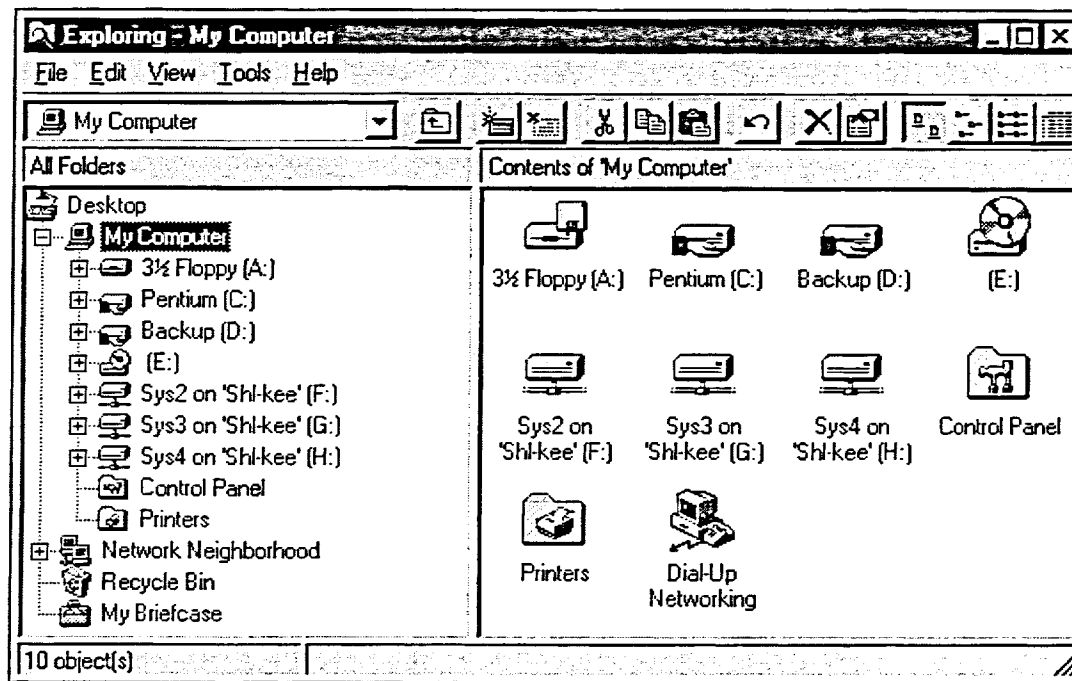 Exploring - My Computer
File Edit View Tools Help
My Computer
All Folders
Contents of 'My Computer'
Desktop
My Computer
3½ Floppy (A:)
Pentium (C:)
Backup (D:)
(E:)
Sys2 on 'Shl-kee' (F:)
Sys3 on 'Shl-kee' (G:)
Sys4 on 'Shl-kee' (H:)
Control Panel
Printers
Network Neighborhood
Recycle Bin
My Briefcase
3½ Floppy (A:)
Pentium (C:)
Backup (D:)
(E:)
Sys2 on
'Shl-kee' (F:)
Sys3 on
'Shl-kee' (G:)
Sys4 on
'Shl-kee' (H:)
Control Panel
Printers
Dial-Up
Networking
10 object(s)